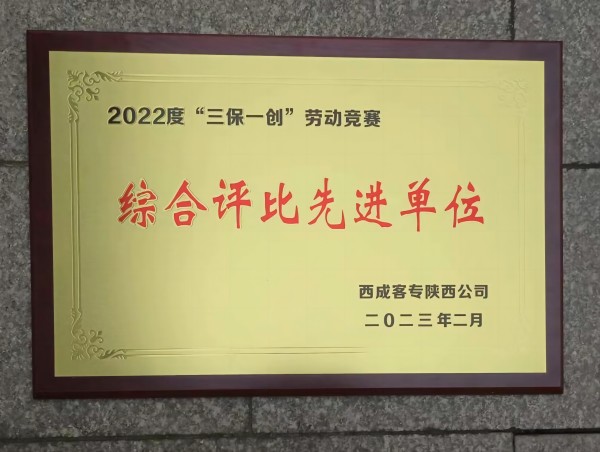 2022度“三保一创”劳动竞赛
综合评比先进单位
西成客专陕西公司
二0二三年二月